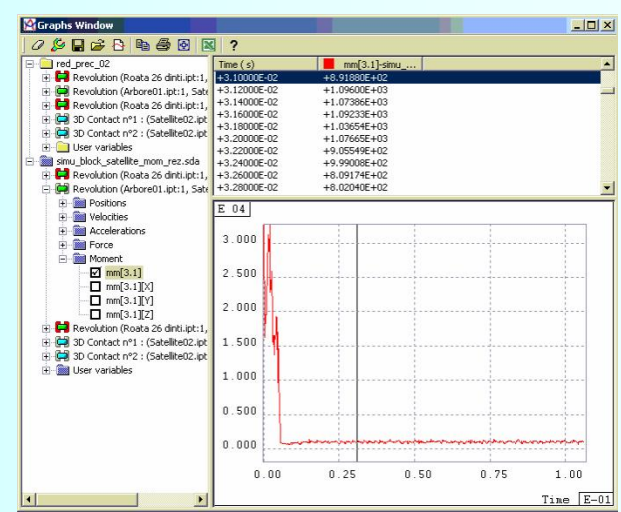 Graphs Window
?
red_prec_02
Revolution (Roata 26 dinti.ipt:1,
Revolution (Arbore01.ipt:1, Sate
Revolution (Roata 26 dinti.ipt:1,
3D Contact n°1 : (Satellite02.ipt
3D Contact n°2 : (Satellite02.ipt
User variables
simu_block_satellite_mom_rez.sda
Revolution (Roata 26 dinti.ipt:1,
Revolution (Arbore01.ipt:1, Sate
Positions
Velocities
Accelerations
Force
Moment
mm[3.1]
mm[3.1][X]
mm[3.1][Y]
mm[3.1][Z]
Revolution (Roata 26 dinti.ipt:1,
3D Contact n°1 : (Satellite02.ipt
3D Contact n°2 : (Satellite02.ipt
User variables
Time ( s) mm[3.1]-simu_...
+3.10000E-02 +8.91880E+02
+3.12000E-02 +1.09600E+03
+3.14000E-02 +1.07386E+03
+3.16000E-02 +1.09233E+03
+3.18000E-02 +1.03654E+03
+3.20000E-02 +1.07665E+03
+3.22000E-02 +9.05549E+02
+3.24000E-02 +9.99008E+02
+3.26000E-02 +8.09174E+02
+3.28000E-02 +8.02040E+02
E 04
3.000
2.500
2.000
1.500
1.000
0.500
0.000
0.00 0.25 0.50 0.75 1.00
Time E-01